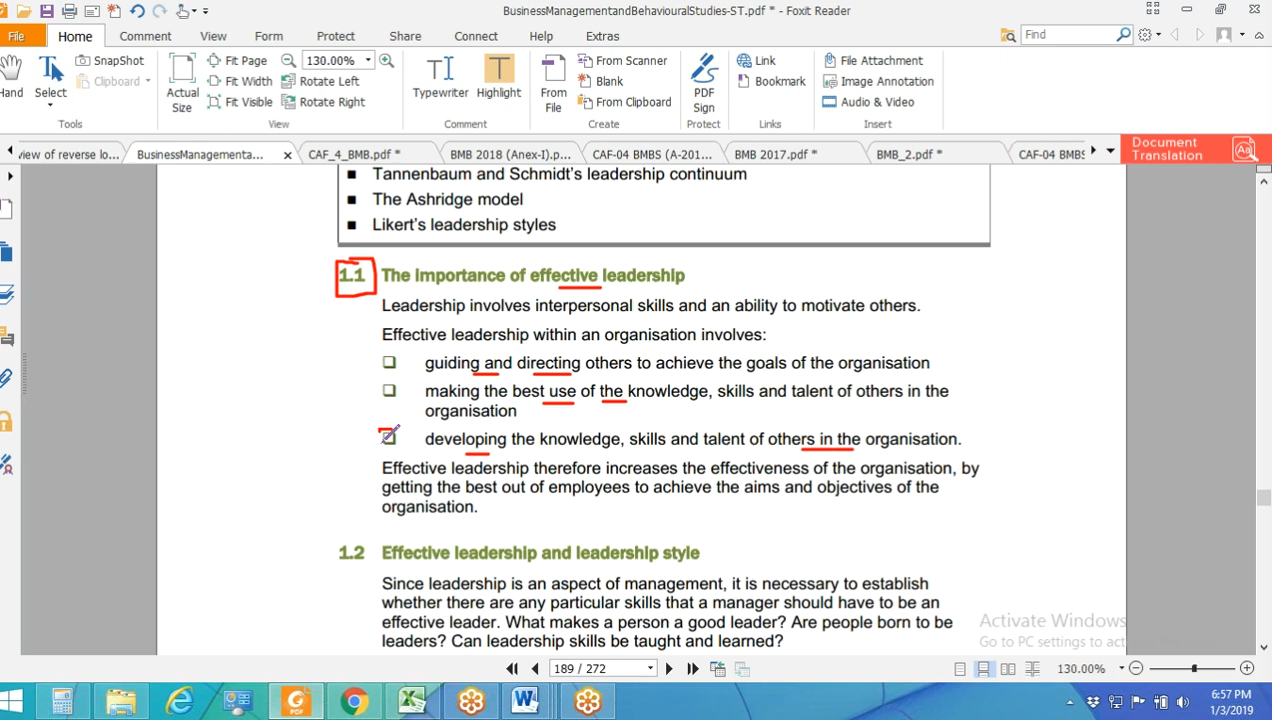 BusinessManagementandBehaviouralStudies-ST.pdf * - Foxit Reader
File Home Comment View Form Protect Share Connect Help Extras Find
Hand Select SnapShot Clipboard Actual Size Fit Page Fit Width Fit Visible 130.00% Rotate Left Rotate Right Typewriter Highlight From File From Scanner Blank From Clipboard PDF Sign Link Bookmark File Attachment Image Annotation Audio & Video
Tools View Comment Create Protect Links Insert
view of reverse lo... BusinessManagementa... CAF_4_BMB.pdf * BMB 2018 (Anex-I).p... CAF-04 BMBS (A-201... BMB 2017.pdf * BMB_2.pdf * CAF-04 BMBS Document Translation
■ Tannenbaum and Schmidt's leadership continuum
■ The Ashridge model
■ Likert's leadership styles
1.1 The importance of effective leadership
Leadership involves interpersonal skills and an ability to motivate others.
Effective leadership within an organisation involves:
❑ guiding and directing others to achieve the goals of the organisation
❑ making the best use of the knowledge, skills and talent of others in the
organisation
❑ developing the knowledge, skills and talent of others in the organisation.
Effective leadership therefore increases the effectiveness of the organisation, by
getting the best out of employees to achieve the aims and objectives of the
organisation.
1.2 Effective leadership and leadership style
Since leadership is an aspect of management, it is necessary to establish
whether there are any particular skills that a manager should have to be an
effective leader. What makes a person a good leader? Are people born to be
leaders? Can leadership skills be taught and learned?
Activate Windows
Go to PC settings to act
189 / 272 130.00%
6:57 PM
1/3/2019